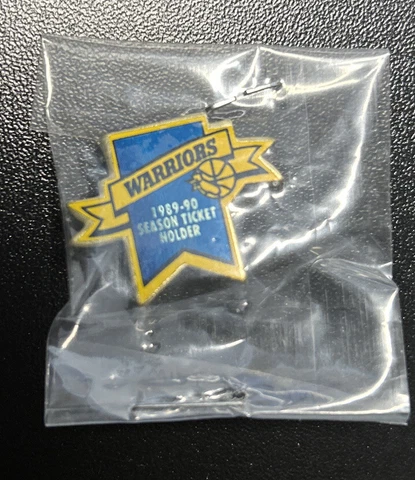 WARRIORS
1989-90
SEASON TICKET
HOLDER